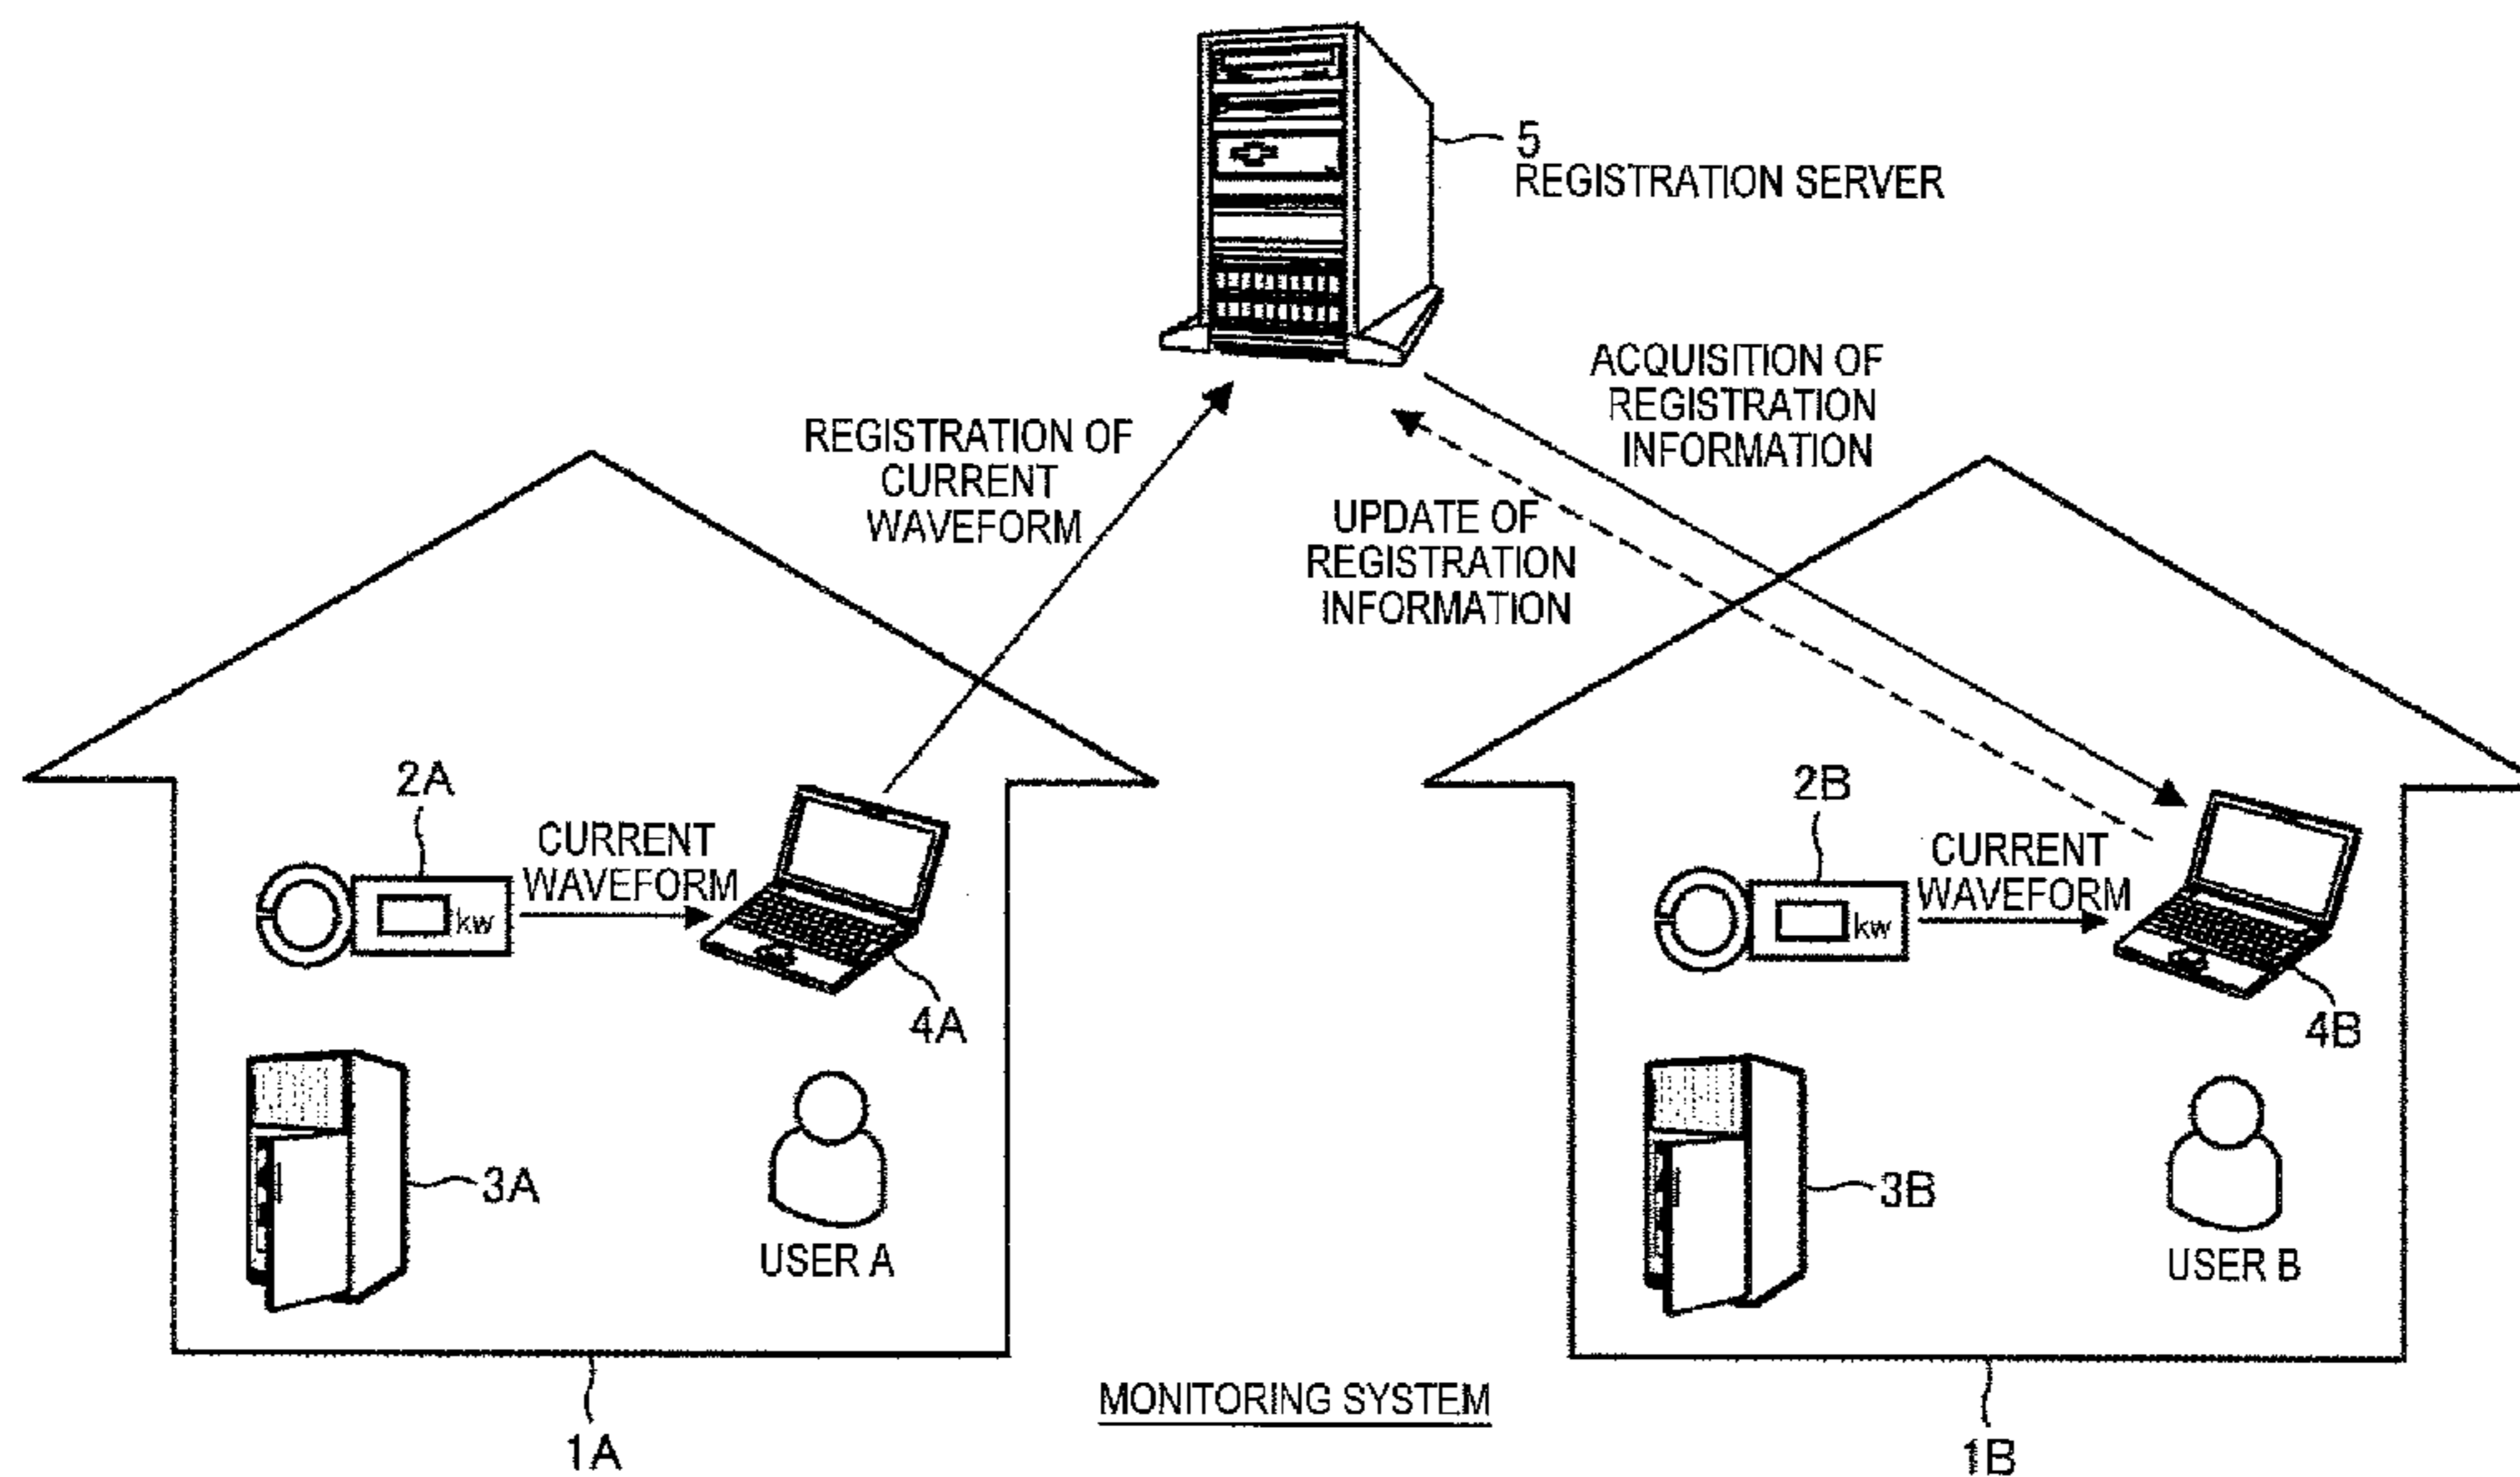 5
REGISTRATION SERVER
ACQUISITION OF
REGISTRATION
INFORMATION
REGISTRATION OF
CURRENT
WAVEFORM
UPDATE OF
REGISTRATION
INFORMATION
2A
CURRENT
WAVEFORM
kw
4A
3A
USER A
1A
2B
CURRENT
WAVEFORM
kw
4B
3B
USER B
1B
MONITORING SYSTEM